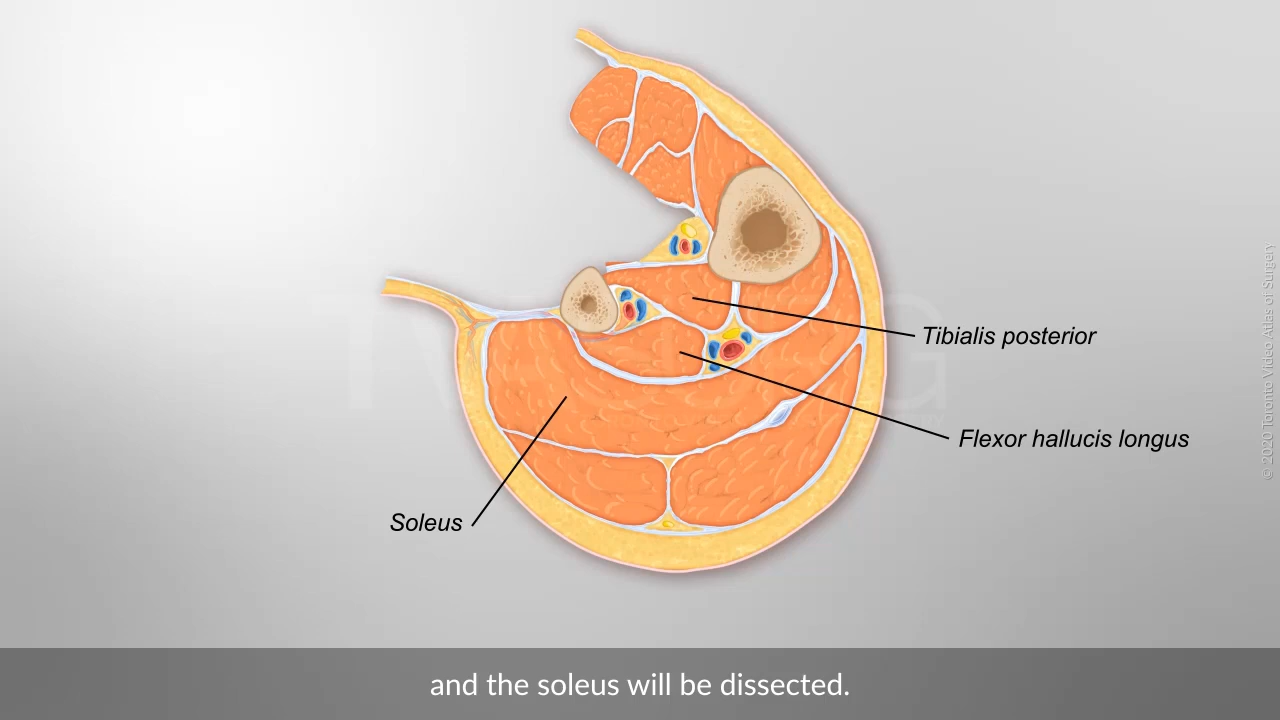 Tibialis posterior
Flexor hallucis longus
Soleus
and the soleus will be dissected.
© 2020 Toronto Video Atlas of Surgery